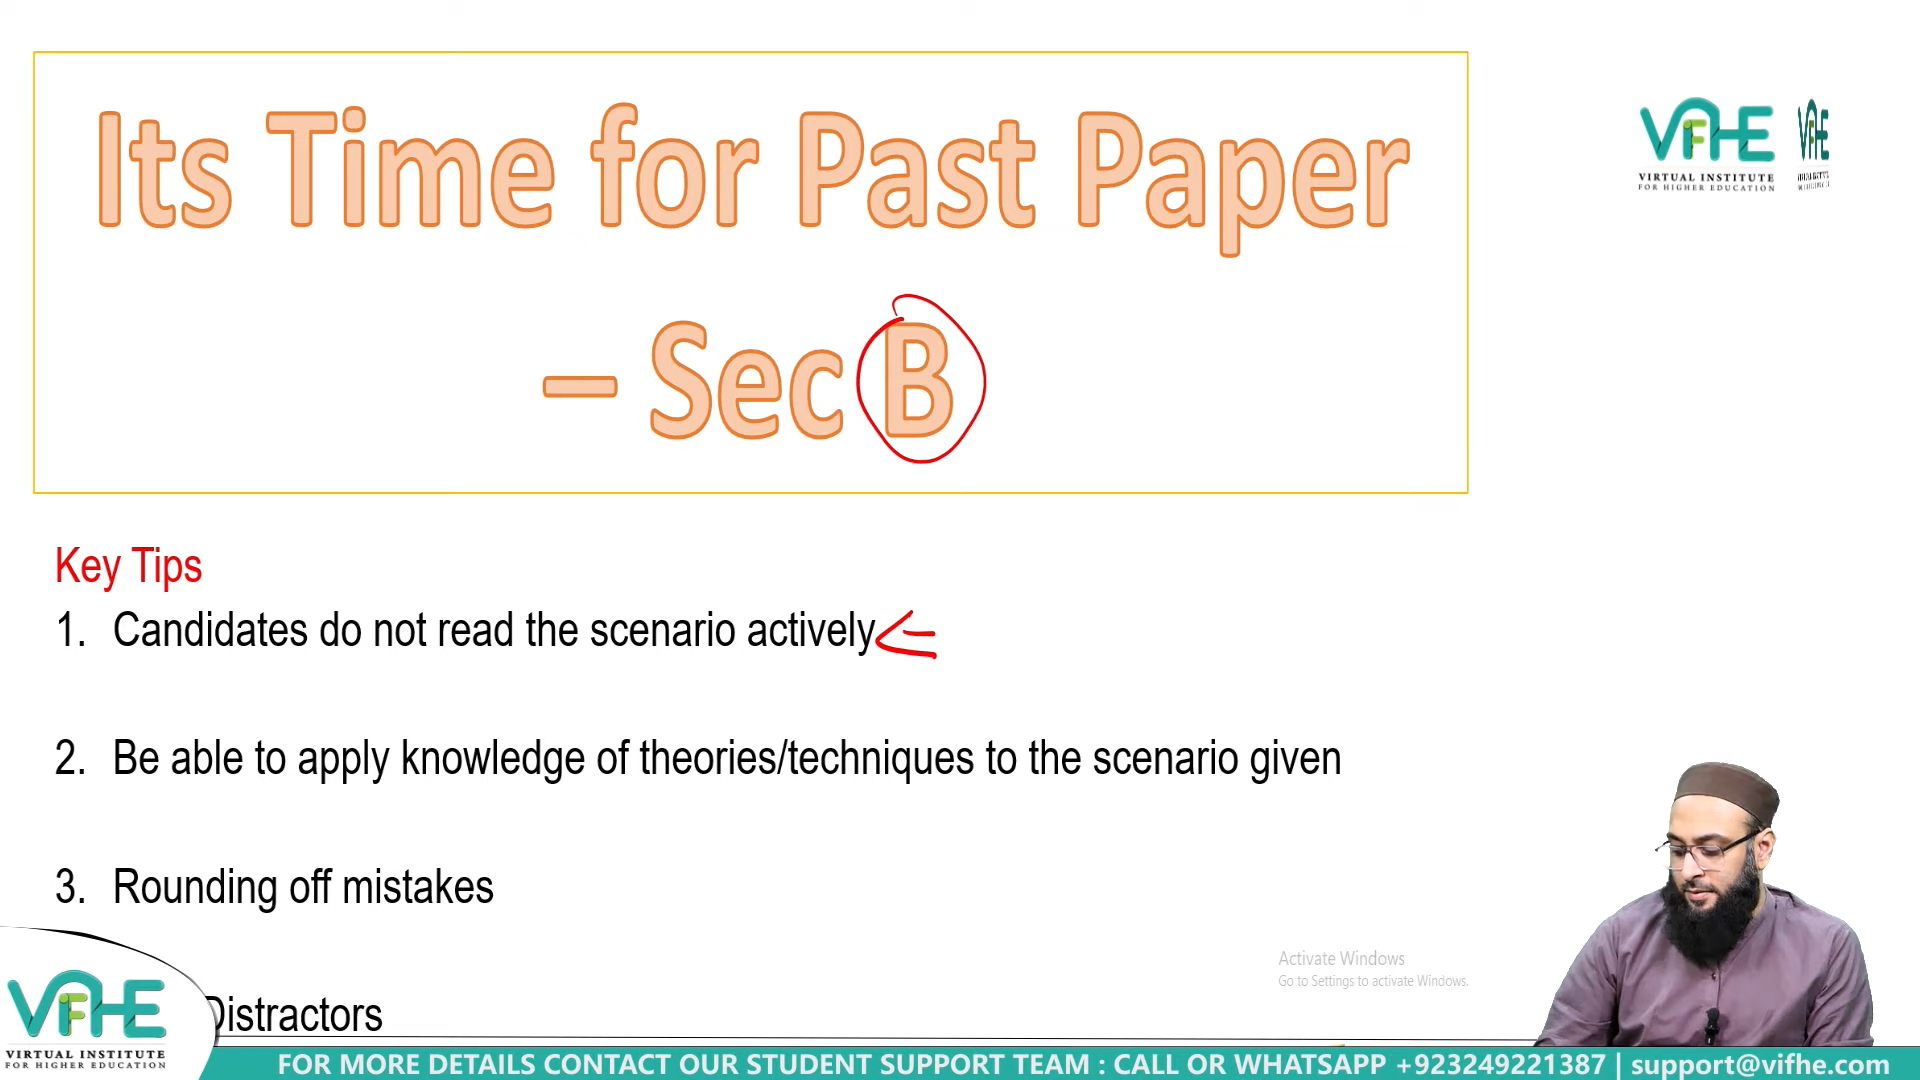 Its Time for Past Paper
– Sec B
VIFHE
VIRTUAL INSTITUTE
FOR HIGHER EDUCATION
Key Tips
1. Candidates do not read the scenario actively
2. Be able to apply knowledge of theories/techniques to the scenario given
3. Rounding off mistakes
Distractors
Activate Windows
Go to Settings to activate Windows.
VIFHE
VIRTUAL INSTITUTE
FOR HIGHER EDUCATION
FOR MORE DETAILS CONTACT OUR STUDENT SUPPORT TEAM : CALL OR WHATSAPP +923249221387 | support@vifhe.com